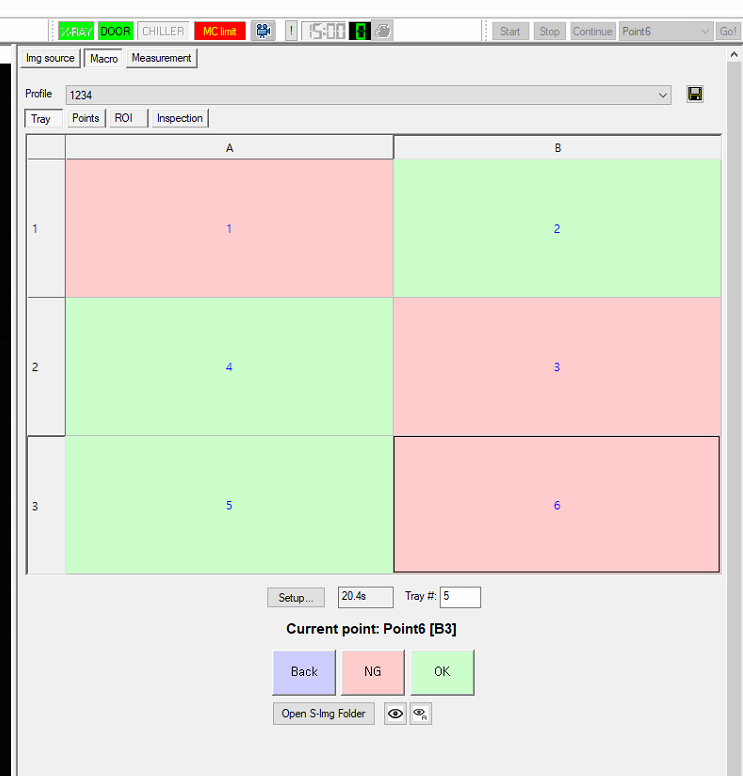 X-RAY DOOR CHILLER MC limit ! 15:00 0 Start Stop Continue Point6 Go!
Img source Macro Measurement
Profile 1234
Tray Points ROI Inspection
A B
1 1 2
2 4 3
3 5 6
Setup... 20.4s Tray #: 5
Current point: Point6 [B3]
Back NG OK
Open S-Img Folder